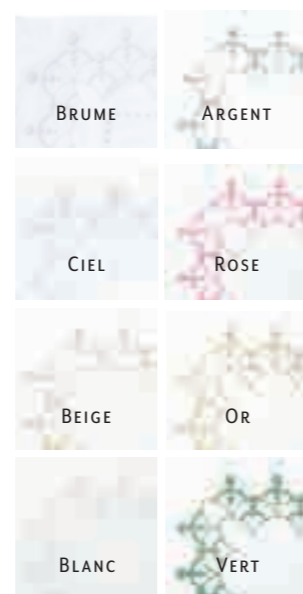 BRUME
ARGENT
CIEL
ROSE
BEIGE
OR
BLANC
VERT